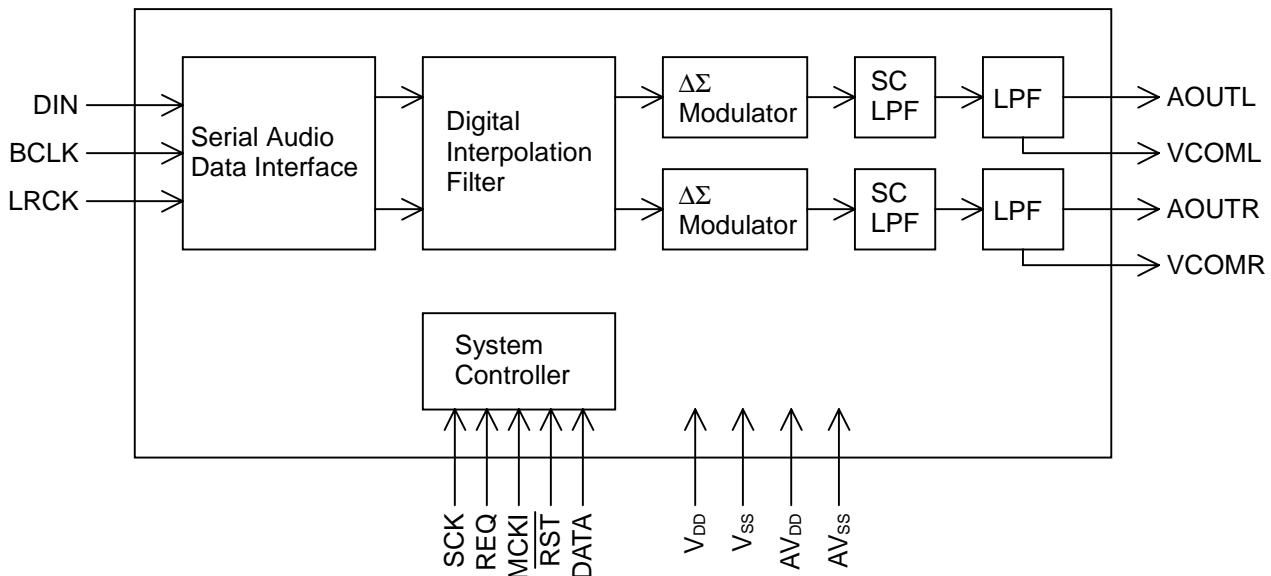 DIN
BCLK
LRCK
Serial Audio
Data Interface
Digital
Interpolation
Filter
ΔΣ
Modulator
SC
LPF
LPF
AOUTL
VCOML
ΔΣ
Modulator
SC
LPF
LPF
AOUTR
VCOMR
System
Controller
SCK
REQ
MCKI
R̅S̅T̅
DATA
VDD
VSS
AVDD
AVSS